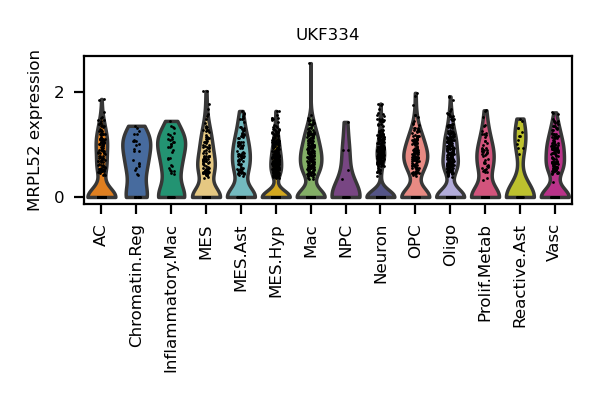 UKF334
MRPL52 expression
2
0
AC
Chromatin.Reg
Inflammatory.Mac
MES
MES.Ast
MES.Hyp
Mac
NPC
Neuron
OPC
Oligo
Prolif.Metab
Reactive.Ast
Vasc